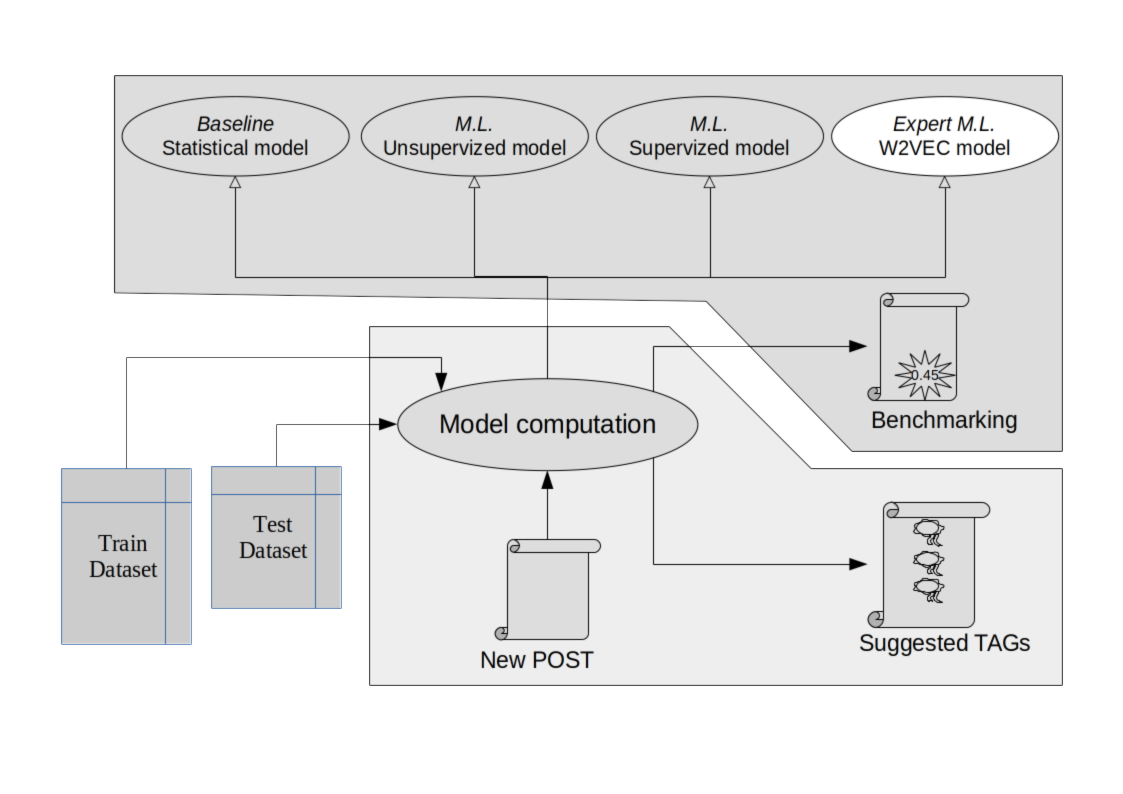 Baseline
Statistical model
M.L.
Unsupervized model
M.L.
Supervized model
Expert M.L.
W2VEC model
0.45
Benchmarking
Model computation
Train
Dataset
Test
Dataset
New POST
Suggested TAGs